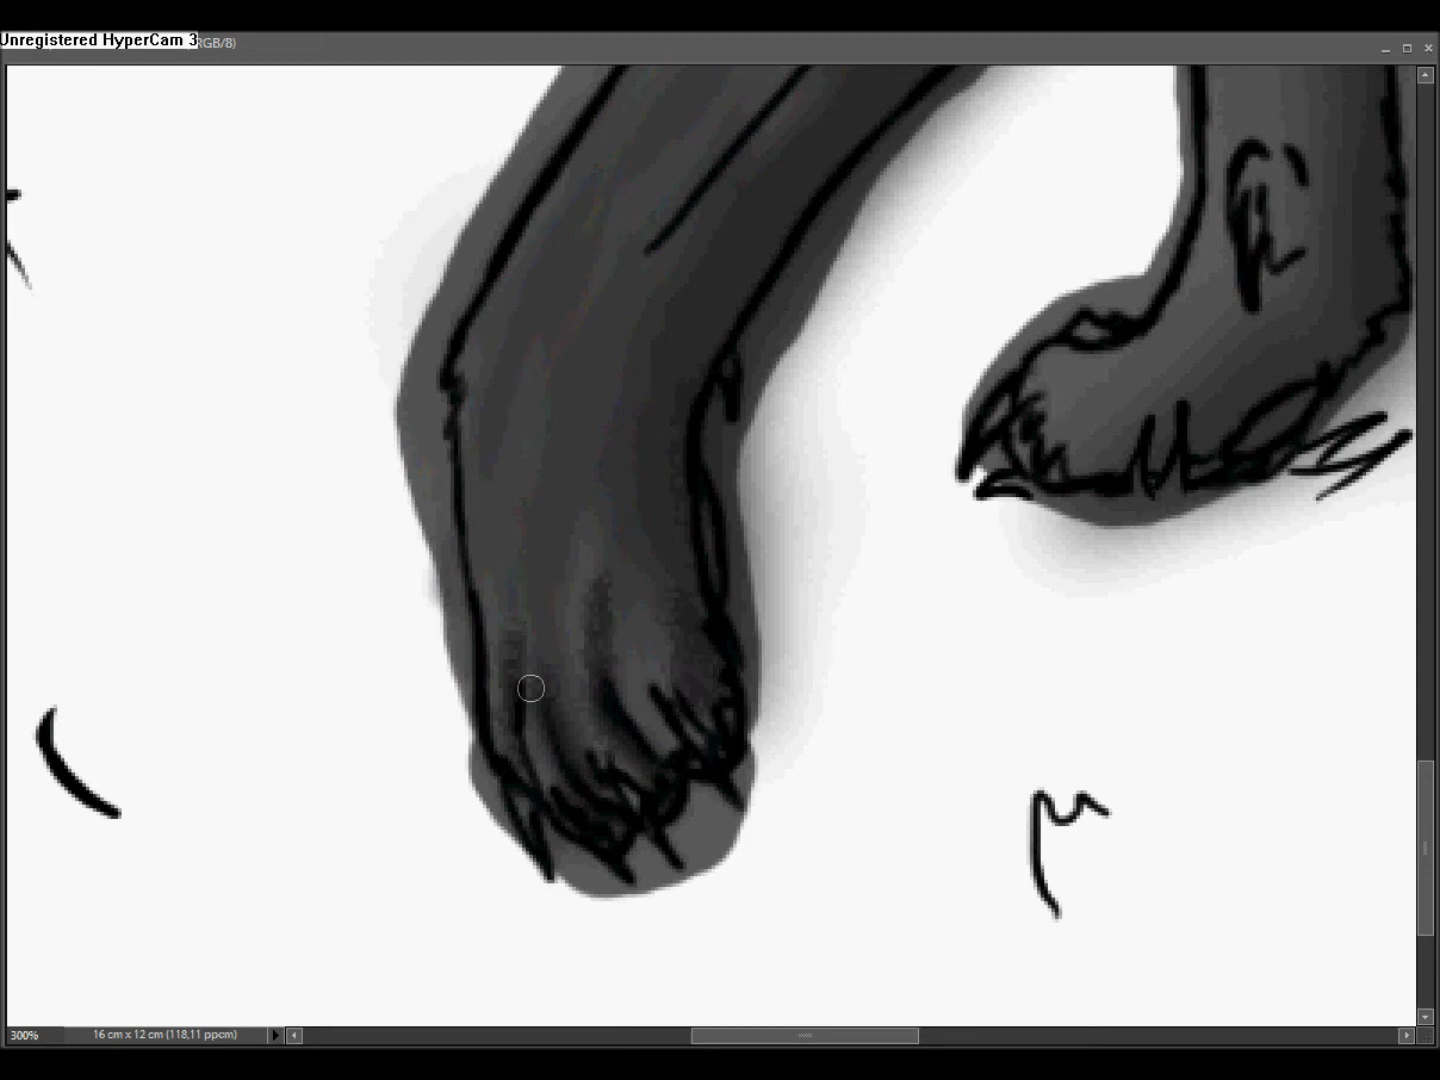 Unregistered HyperCam 3
RGB/8)
300%
16 cm x 12 cm (118,11 ppcm)